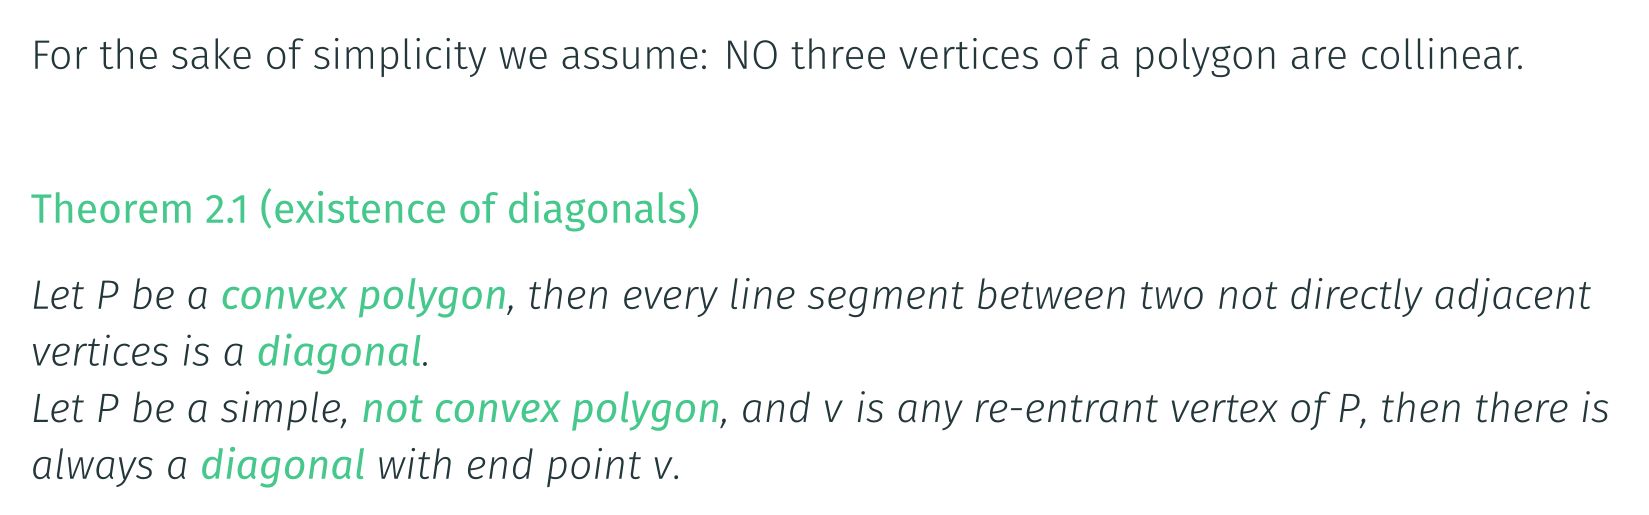 For the sake of simplicity we assume: NO three vertices of a polygon are collinear.
Theorem 2.1 (existence of diagonals)
Let P be a convex polygon, then every line segment between two not directly adjacent
vertices is a diagonal.
Let P be a simple, not convex polygon, and v is any re-entrant vertex of P, then there is
always a diagonal with end point v.